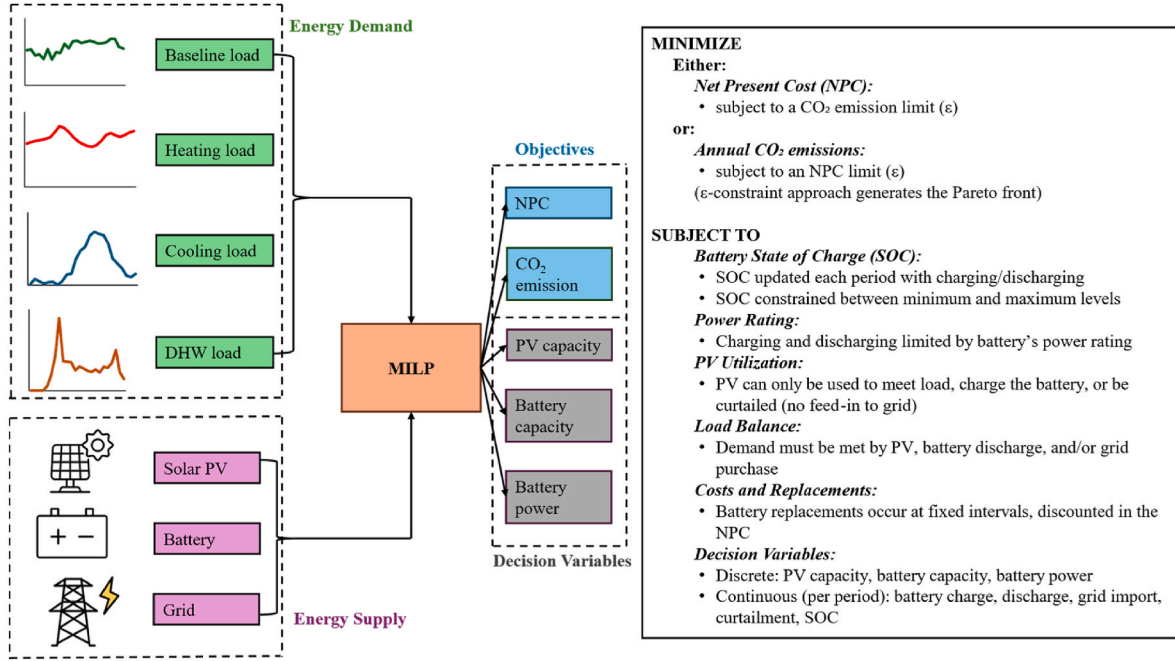 Energy Demand
Baseline load
Heating load
Cooling load
DHW load
Solar PV
Battery
Grid
Energy Supply
MILP
Objectives
NPC
CO₂
emission
PV capacity
Battery
capacity
Battery
power
Decision Variables
MINIMIZE
Either:
Net Present Cost (NPC):
• subject to a CO₂ emission limit (ε)
or:
Annual CO₂ emissions:
• subject to an NPC limit (ε)
(ε-constraint approach generates the Pareto front)
SUBJECT TO
Battery State of Charge (SOC):
• SOC updated each period with charging/discharging
• SOC constrained between minimum and maximum levels
Power Rating:
• Charging and discharging limited by battery's power rating
PV Utilization:
• PV can only be used to meet load, charge the battery, or be
curtailed (no feed-in to grid)
Load Balance:
• Demand must be met by PV, battery discharge, and/or grid
purchase
Costs and Replacements:
• Battery replacements occur at fixed intervals, discounted in the
NPC
Decision Variables:
• Discrete: PV capacity, battery capacity, battery power
• Continuous (per period): battery charge, discharge, grid import,
curtailment, SOC